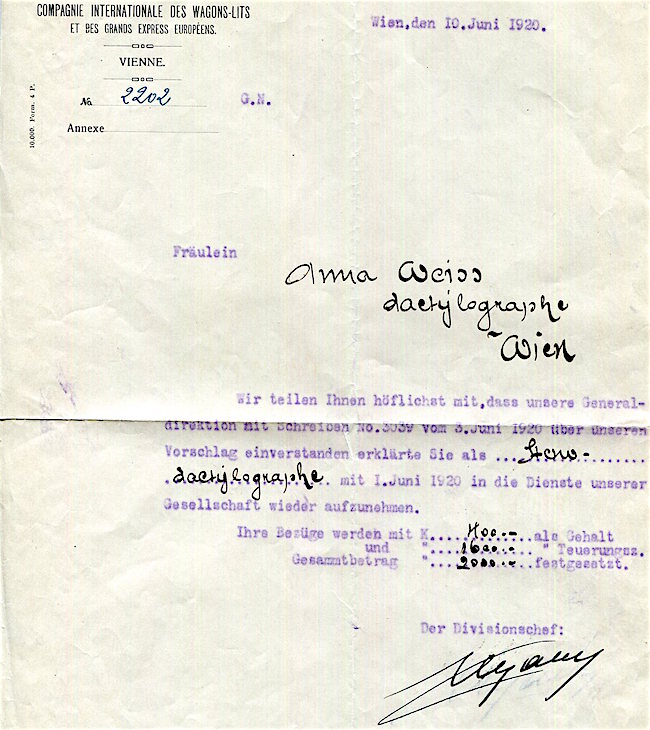 COMPAGNIE INTERNATIONALE DES WAGONS-LITS
ET DES GRANDS EXPRESS EUROPÉENS.
VIENNE.
№ 2202
Annexe
10.000. Form. 4 P.
Wien,den 10.Juni 1920.
G.N.
Fräulein
Anna Weiss
dactylographe
Wien
Wir teilen Ihnen höflichst mit,dass unsere General-
direktion mit Schreiben No.3039 vom 3.Juni 1920 über unseren
Vorschlag einverstanden erklärte Sie als ...Steno-..........
dactylographe. mit 1.Juni 1920 in die Dienste unserer
Gesellschaft wieder aufzunehmen.
Ihre Bezüge werden mit K.....400.-..als Gehalt
und "....1600.-.. " Teuerungsz.
Gesammtbetrag "....2000.-..festgesetzt.
Der Divisionschef: